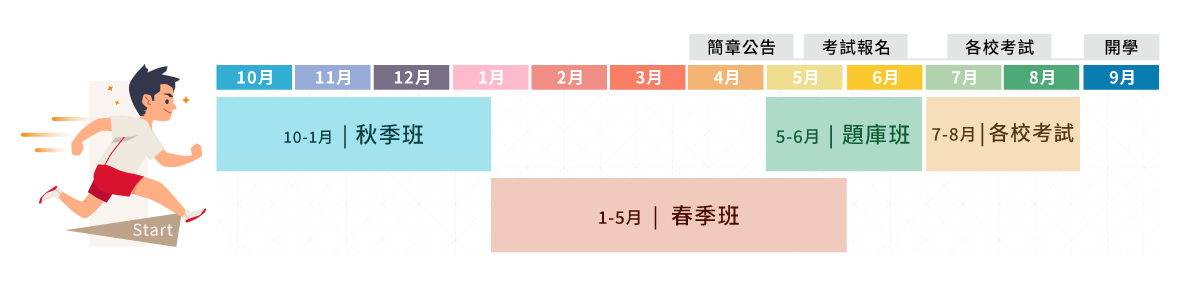 簡章公告
考試報名
各校考試
開學
10月
11月
12月
1月
2月
3月
4月
5月
6月
7月
8月
9月
10-1月 | 秋季班
5-6月 | 題庫班
7-8月|各校考試
1-5月 | 春季班
Start